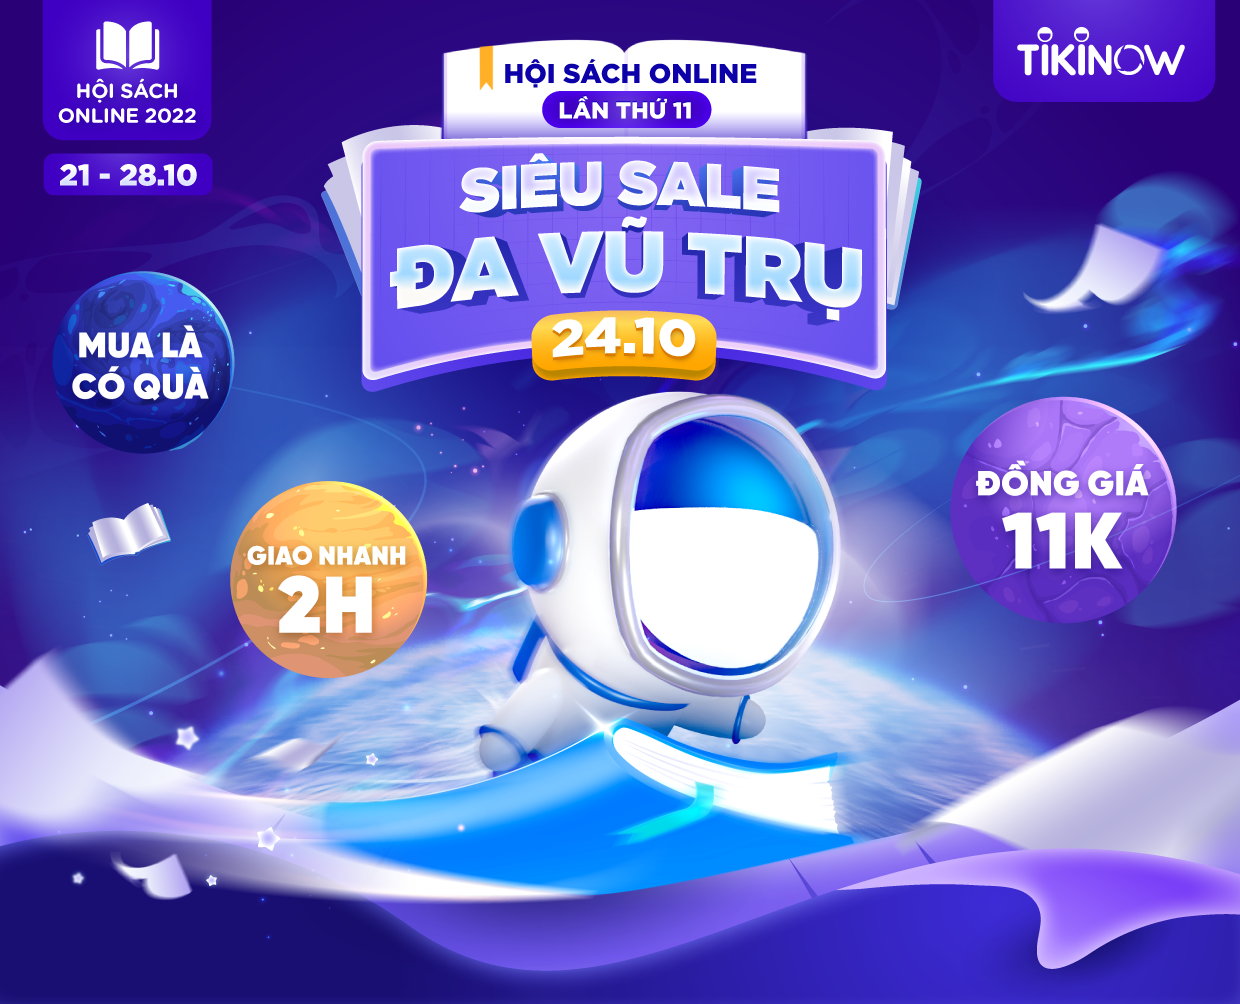 HỘI SÁCH
ONLINE 2022
21 - 28.10
HỘI SÁCH ONLINE
LẦN THỨ 11
SIÊU SALE
ĐA VŨ TRỤ
24.10
TIKINOW
MUA LÀ
CÓ QUÀ
GIAO NHANH
2H
ĐỒNG GIÁ
11K